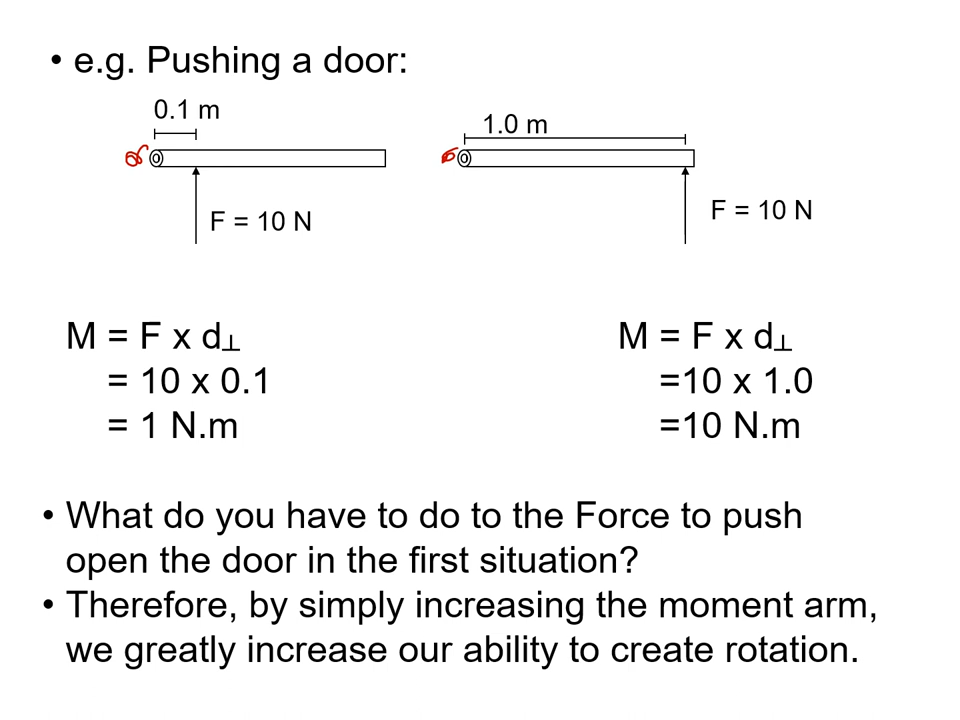 • e.g. Pushing a door:
0.1 m
1.0 m
F = 10 N
F = 10 N
M = F x d⊥
= 10 x 0.1
= 1 N.m
M = F x d⊥
=10 x 1.0
=10 N.m
• What do you have to do to the Force to push
open the door in the first situation?
• Therefore, by simply increasing the moment arm,
we greatly increase our ability to create rotation.